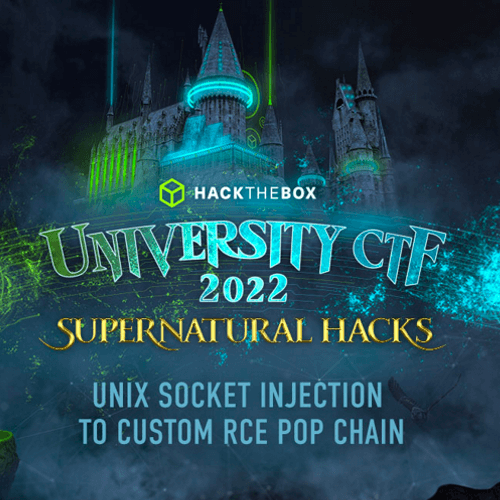 HACKTHEBOX
UNIVERSITY CTF
2022
SUPERNATURAL HACKS
UNIX SOCKET INJECTION
TO CUSTOM RCE POP CHAIN